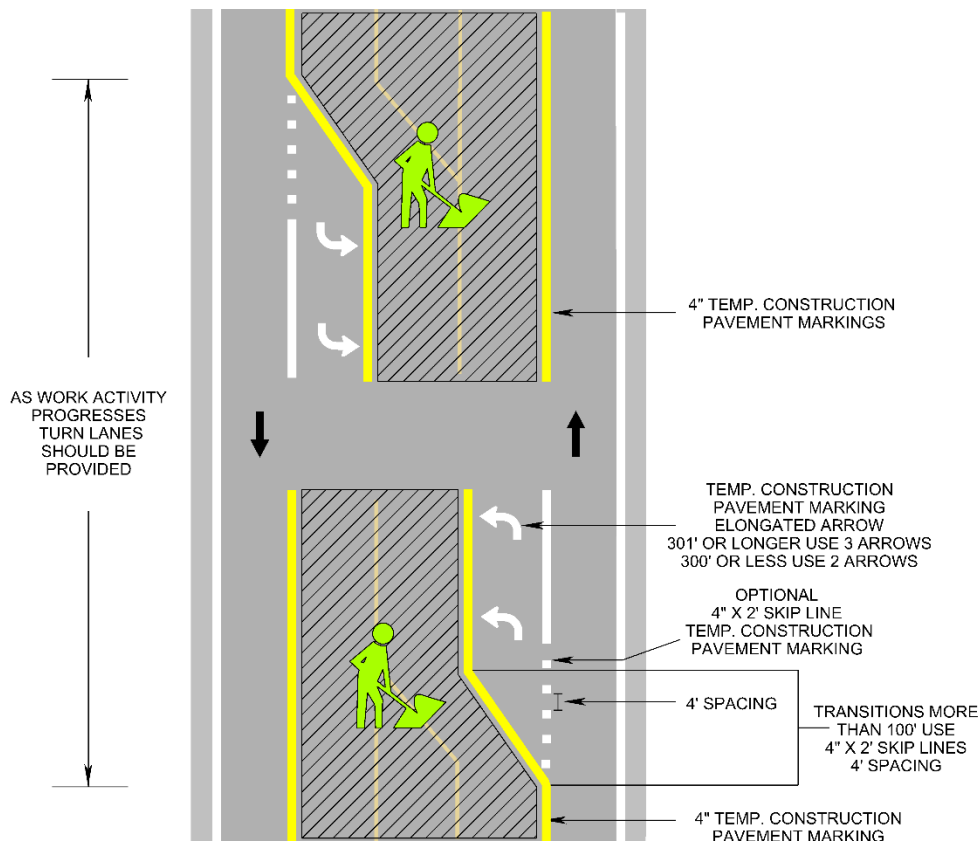 4" TEMP. CONSTRUCTION
PAVEMENT MARKINGS
AS WORK ACTIVITY
PROGRESSES
TURN LANES
SHOULD BE
PROVIDED
TEMP. CONSTRUCTION
PAVEMENT MARKING
ELONGATED ARROW
301' OR LONGER USE 3 ARROWS
300' OR LESS USE 2 ARROWS
OPTIONAL
4" X 2' SKIP LINE
TEMP. CONSTRUCTION
PAVEMENT MARKING
4' SPACING
TRANSITIONS MORE
THAN 100' USE
4" X 2' SKIP LINES
4' SPACING
4" TEMP. CONSTRUCTION
PAVEMENT MARKING